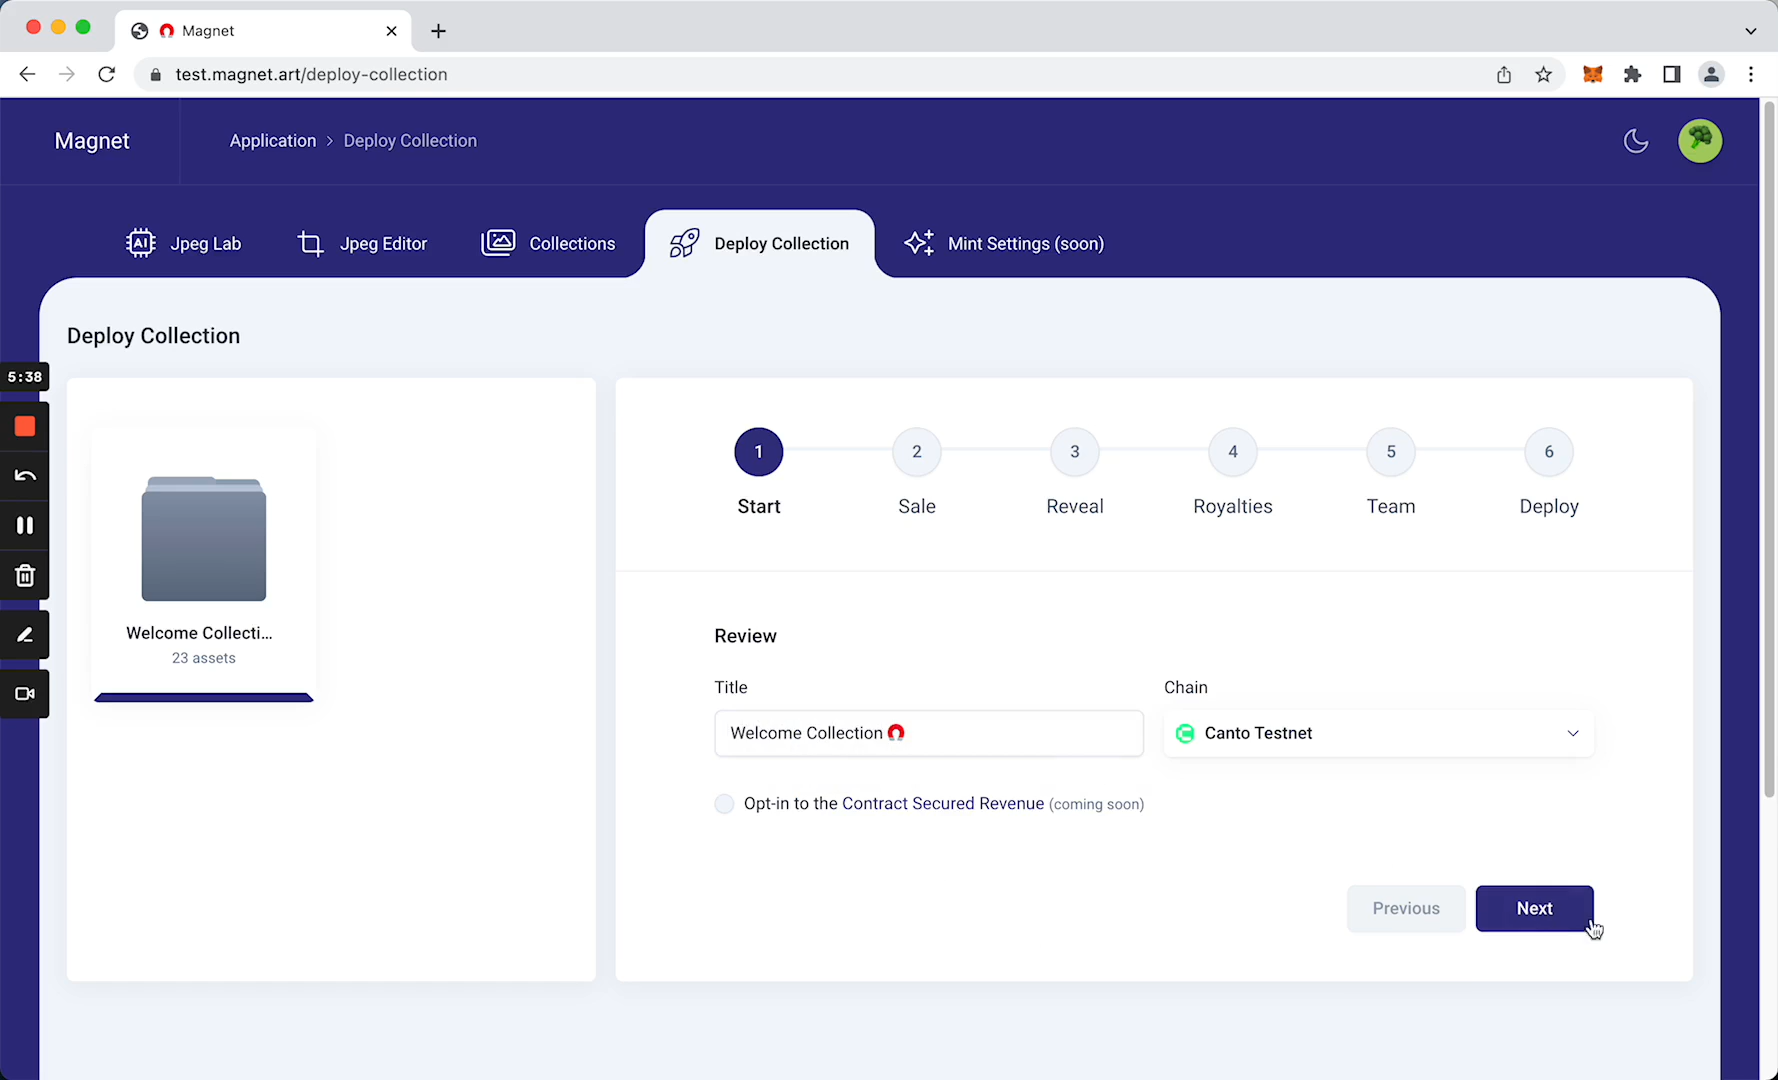 Magnet
test.magnet.art/deploy-collection
Magnet
Application > Deploy Collection
AI Jpeg Lab
Jpeg Editor
Collections
Deploy Collection
Mint Settings (soon)
Deploy Collection
5:38
Welcome Collecti...
23 assets
1 2 3 4 5 6
Start Sale Reveal Royalties Team Deploy
Review
Title
Chain
Welcome Collection
Canto Testnet
Opt-in to the Contract Secured Revenue (coming soon)
Previous
Next